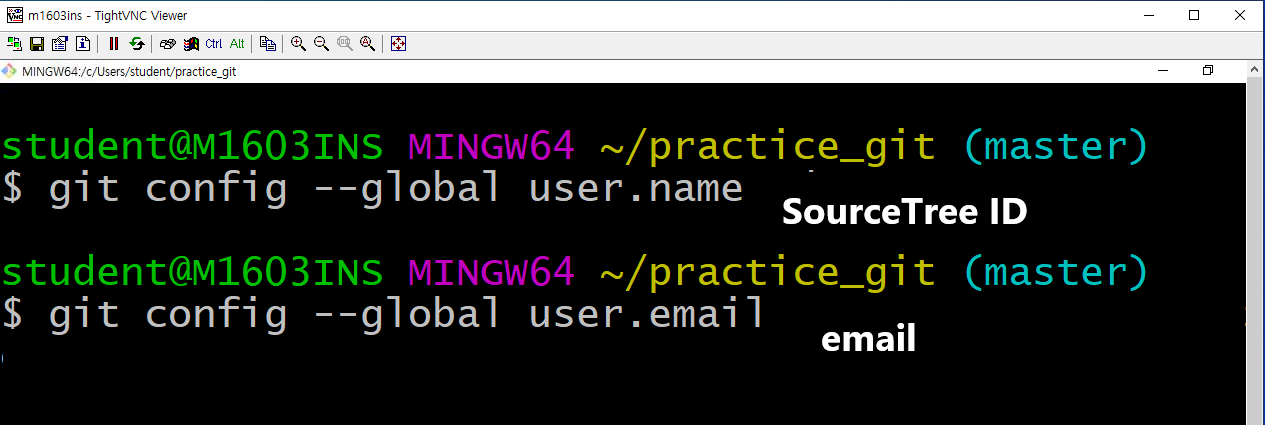 m1603ins - TightVNC Viewer
Ctrl Alt
MINGW64:/c/Users/student/practice_git
student@M1603INS MINGW64 ~/practice_git (master)
$ git config --global user.name
SourceTree ID
student@M1603INS MINGW64 ~/practice_git (master)
$ git config --global user.email
email